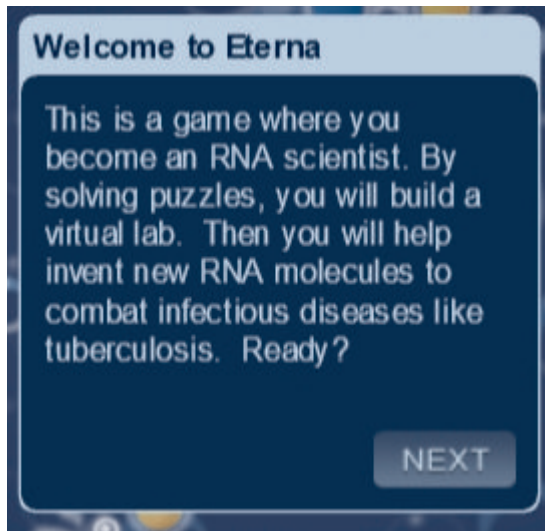 Welcome to Eterna
This is a game where you
become an RNA scientist. By
solving puzzles, you will build a
virtual lab. Then you will help
invent new RNA molecules to
combat infectious diseases like
tuberculosis. Ready?
NEXT